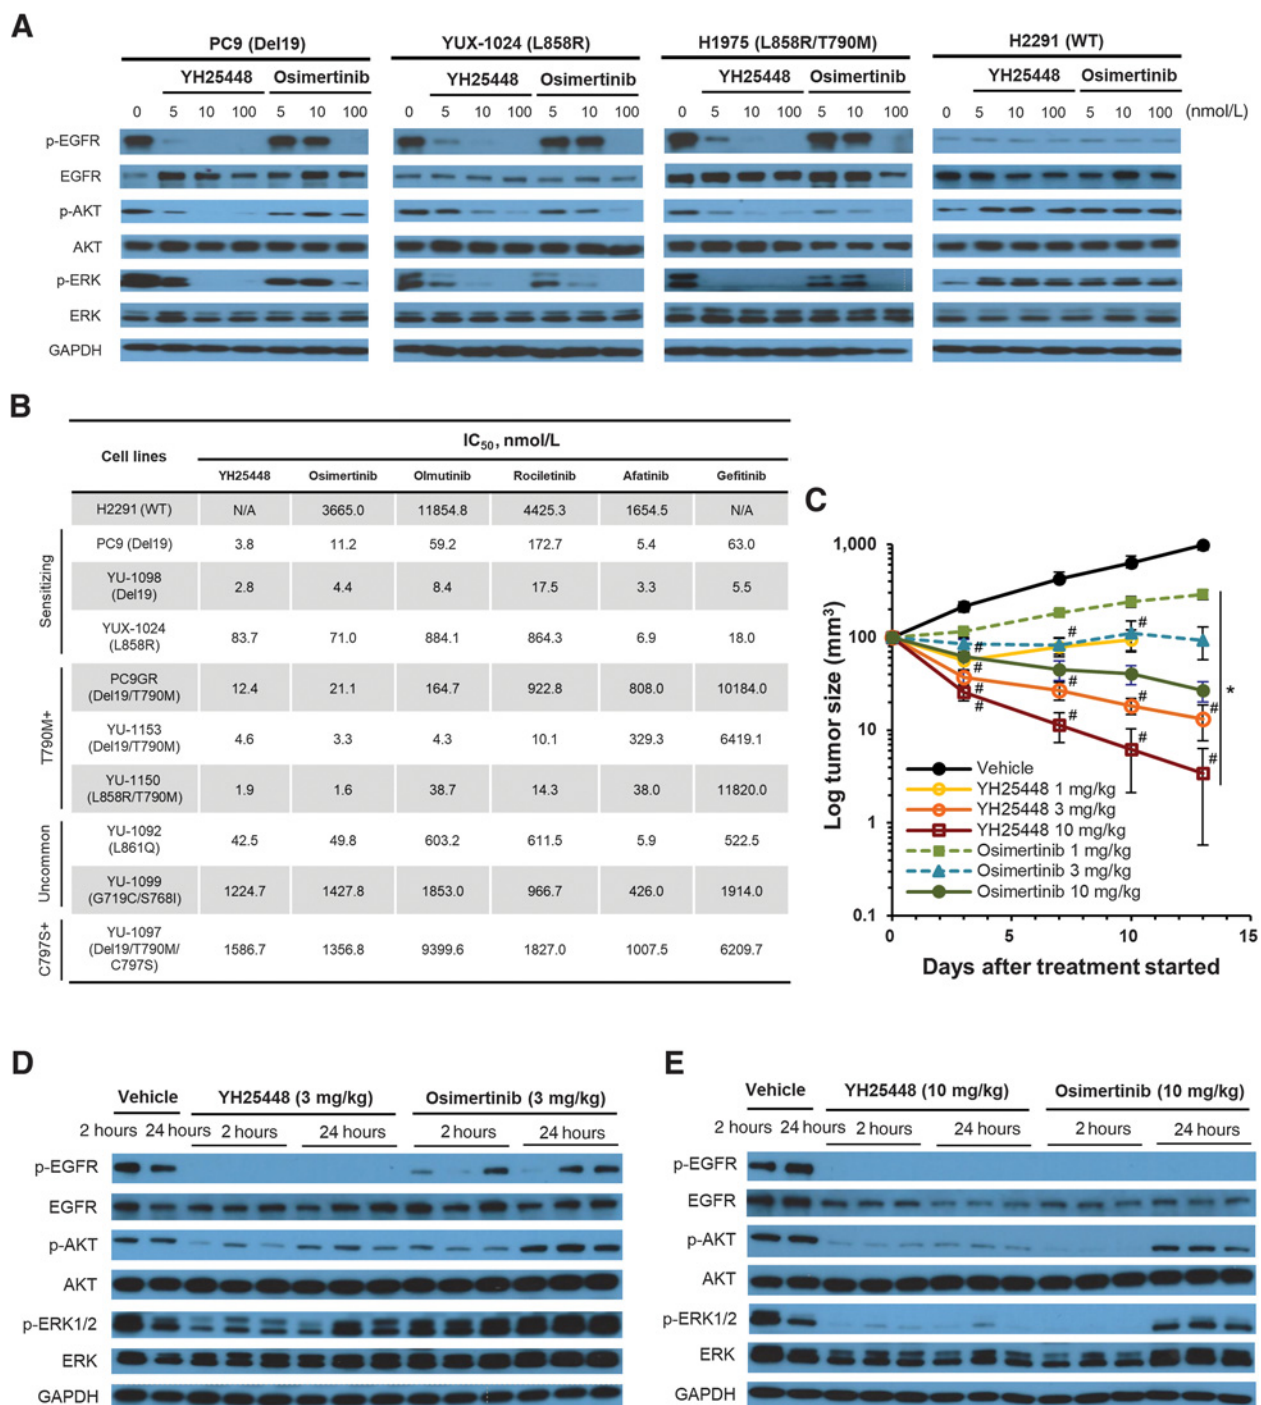 A
PC9 (Del19)
YUX-1024 (L858R)
H1975 (L858R/T790M)
H2291 (WT)
YH25448 Osimertinib
YH25448 Osimertinib
YH25448 Osimertinib
YH25448 Osimertinib
0 5 10 100 5 10 100
0 5 10 100 5 10 100
0 5 10 100 5 10 100
0 5 10 100 5 10 100 (nmol/L)
p-EGFR
EGFR
p-AKT
AKT
p-ERK
ERK
GAPDH
B
Cell lines
IC50, nmol/L
YH25448 Osimertinib Olmutinib Rociletinib Afatinib Gefitinib
H2291 (WT) N/A 3665.0 11854.8 4425.3 1654.5 N/A
Sensitizing
PC9 (Del19) 3.8 11.2 59.2 172.7 5.4 63.0
YU-1098
(Del19) 2.8 4.4 8.4 17.5 3.3 5.5
YUX-1024
(L858R) 83.7 71.0 884.1 864.3 6.9 18.0
T790M+
PC9GR
(Del19/T790M) 12.4 21.1 164.7 922.8 808.0 10184.0
YU-1153
(Del19/T790M) 4.6 3.3 4.3 10.1 329.3 6419.1
YU-1150
(L858R/T790M) 1.9 1.6 38.7 14.3 38.0 11820.0
Uncommon
YU-1092
(L861Q) 42.5 49.8 603.2 611.5 5.9 522.5
YU-1099
(G719C/S768I) 1224.7 1427.8 1853.0 966.7 426.0 1914.0
C797S+
YU-1097
(Del19/T790M/
C797S) 1586.7 1356.8 9399.6 1827.0 1007.5 6209.7
C
Log tumor size (mm3)
1,000
100
10
1
0.1
0 5 10 15
Days after treatment started
# # # # # # # # # # # # *
Vehicle
YH25448 1 mg/kg
YH25448 3 mg/kg
YH25448 10 mg/kg
Osimertinib 1 mg/kg
Osimertinib 3 mg/kg
Osimertinib 10 mg/kg
D
Vehicle YH25448 (3 mg/kg) Osimertinib (3 mg/kg)
2 hours 24 hours 2 hours 24 hours 2 hours 24 hours
p-EGFR
EGFR
p-AKT
AKT
p-ERK1/2
ERK
GAPDH
E
Vehicle YH25448 (10 mg/kg) Osimertinib (10 mg/kg)
2 hours 24 hours 2 hours 24 hours 2 hours 24 hours
p-EGFR
EGFR
p-AKT
AKT
p-ERK1/2
ERK
GAPDH